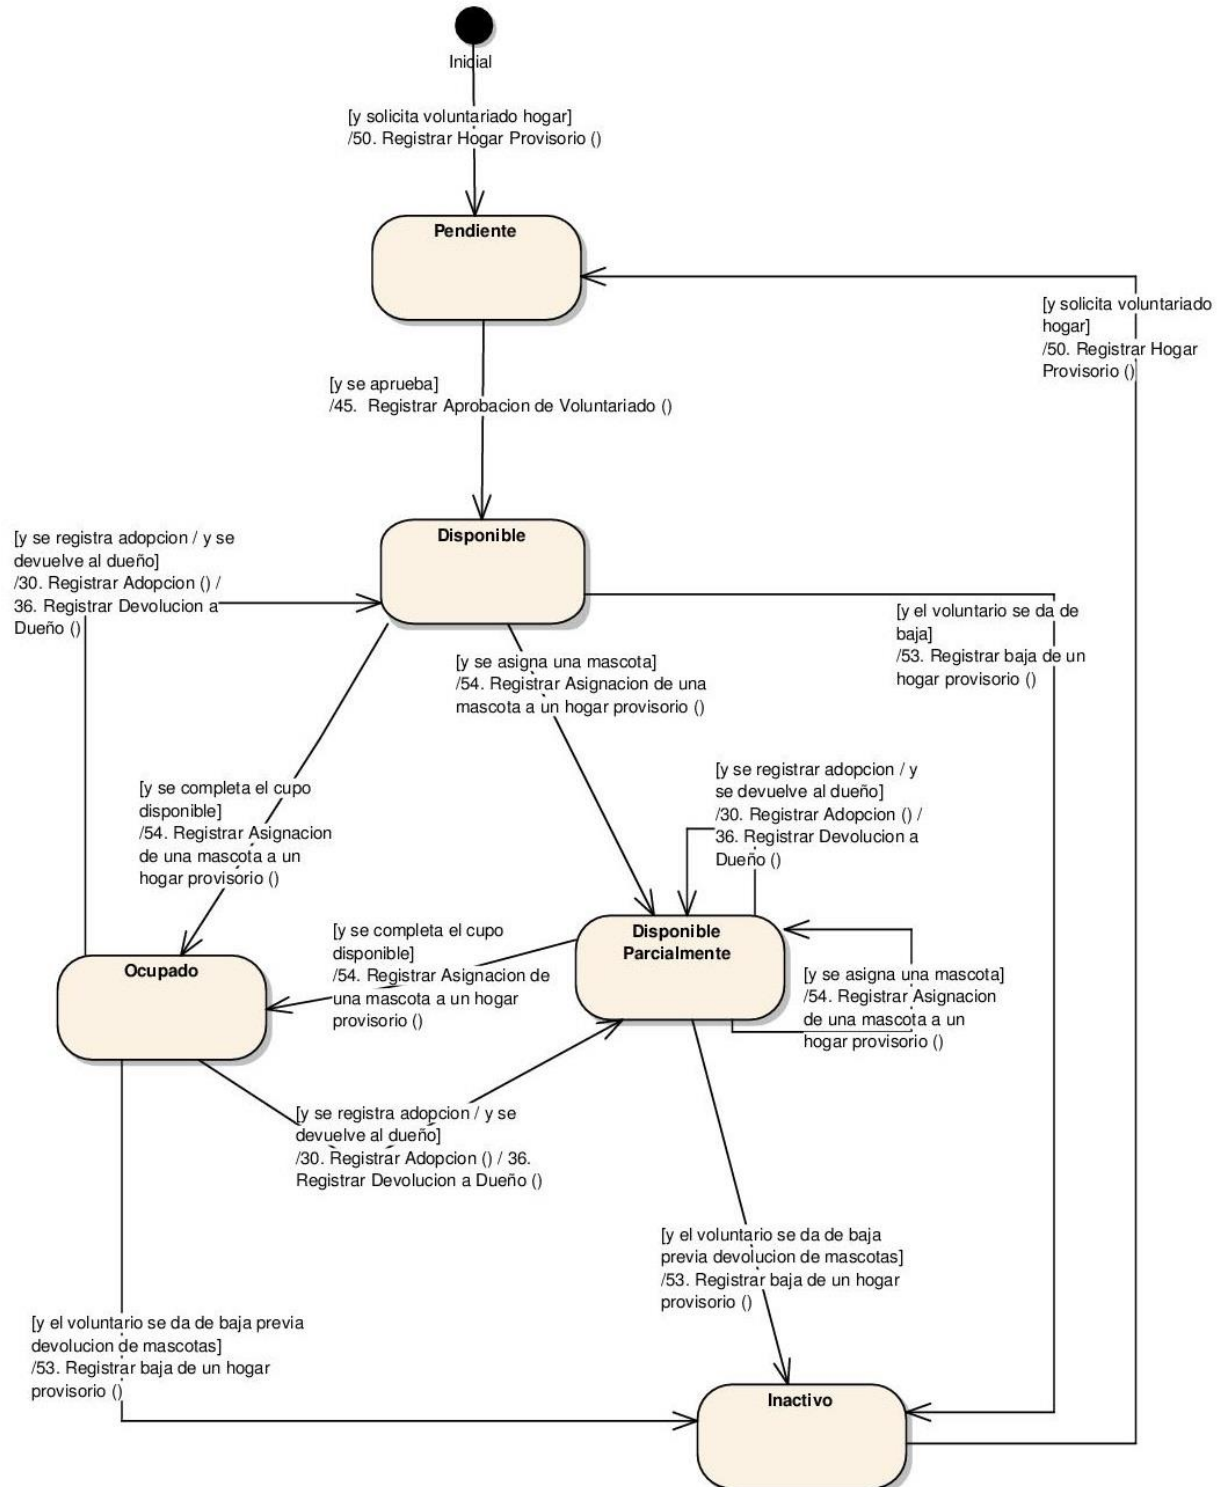 Inicial
[y solicita voluntariado hogar]
/50. Registrar Hogar Provisorio ()
Pendiente
[y solicita voluntariado
hogar]
/50. Registrar Hogar
Provisorio ()
[y se aprueba]
/45.  Registrar Aprobacion de Voluntariado ()
Disponible
[y se registra adopcion / y se
devuelve al dueño]
/30. Registrar Adopcion () /
36. Registrar Devolucion a
Dueño ()
[y el voluntario se da de
baja]
/53. Registrar baja de un
hogar provisorio ()
[y se asigna una mascota]
/54. Registrar Asignacion de una
mascota a un hogar provisorio ()
[y se completa el cupo
disponible]
/54. Registrar Asignacion
de una mascota a un
hogar provisorio ()
[y se registrar adopcion / y
se devuelve al dueño]
/30. Registrar Adopcion () /
36. Registrar Devolucion a
Dueño ()
Disponible
Parcialmente
[y se completa el cupo
disponible]
/54. Registrar Asignacion de
una mascota a un hogar
provisorio ()
Ocupado
[y se asigna una mascota]
/54. Registrar Asignacion
de una mascota a un
hogar provisorio ()
[y se registra adopcion / y se
devuelve al dueño]
/30. Registrar Adopcion () / 36.
Registrar Devolucion a Dueño ()
[y el voluntario se da de baja
previa devolucion de mascotas]
/53. Registrar baja de un hogar
provisorio ()
[y el voluntario se da de baja previa
devolucion de mascotas]
/53. Registrar baja de un hogar
provisorio ()
Inactivo